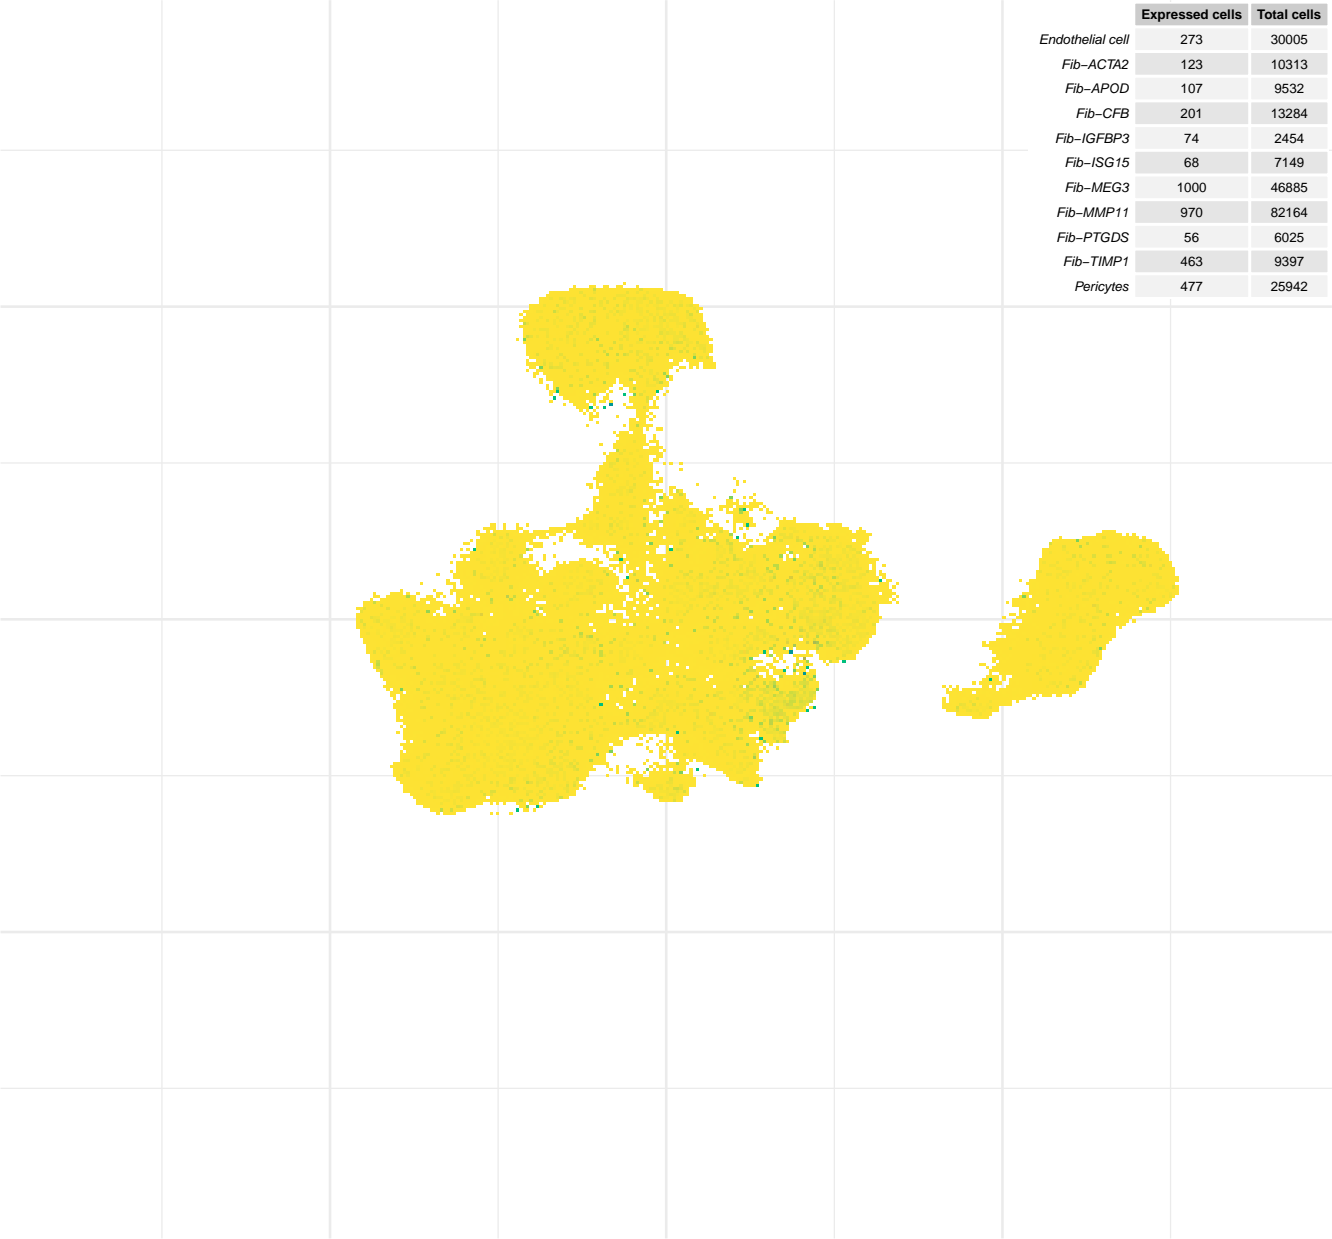 Expressed cells Total cells
Endothelial cell 273 30005
Fib−ACTA2 123 10313
Fib−APOD 107 9532
Fib−CFB 201 13284
Fib−IGFBP3 74 2454
Fib−ISG15 68 7149
Fib−MEG3 1000 46885
Fib−MMP11 970 82164
Fib−PTGDS 56 6025
Fib−TIMP1 463 9397
Pericytes 477 25942